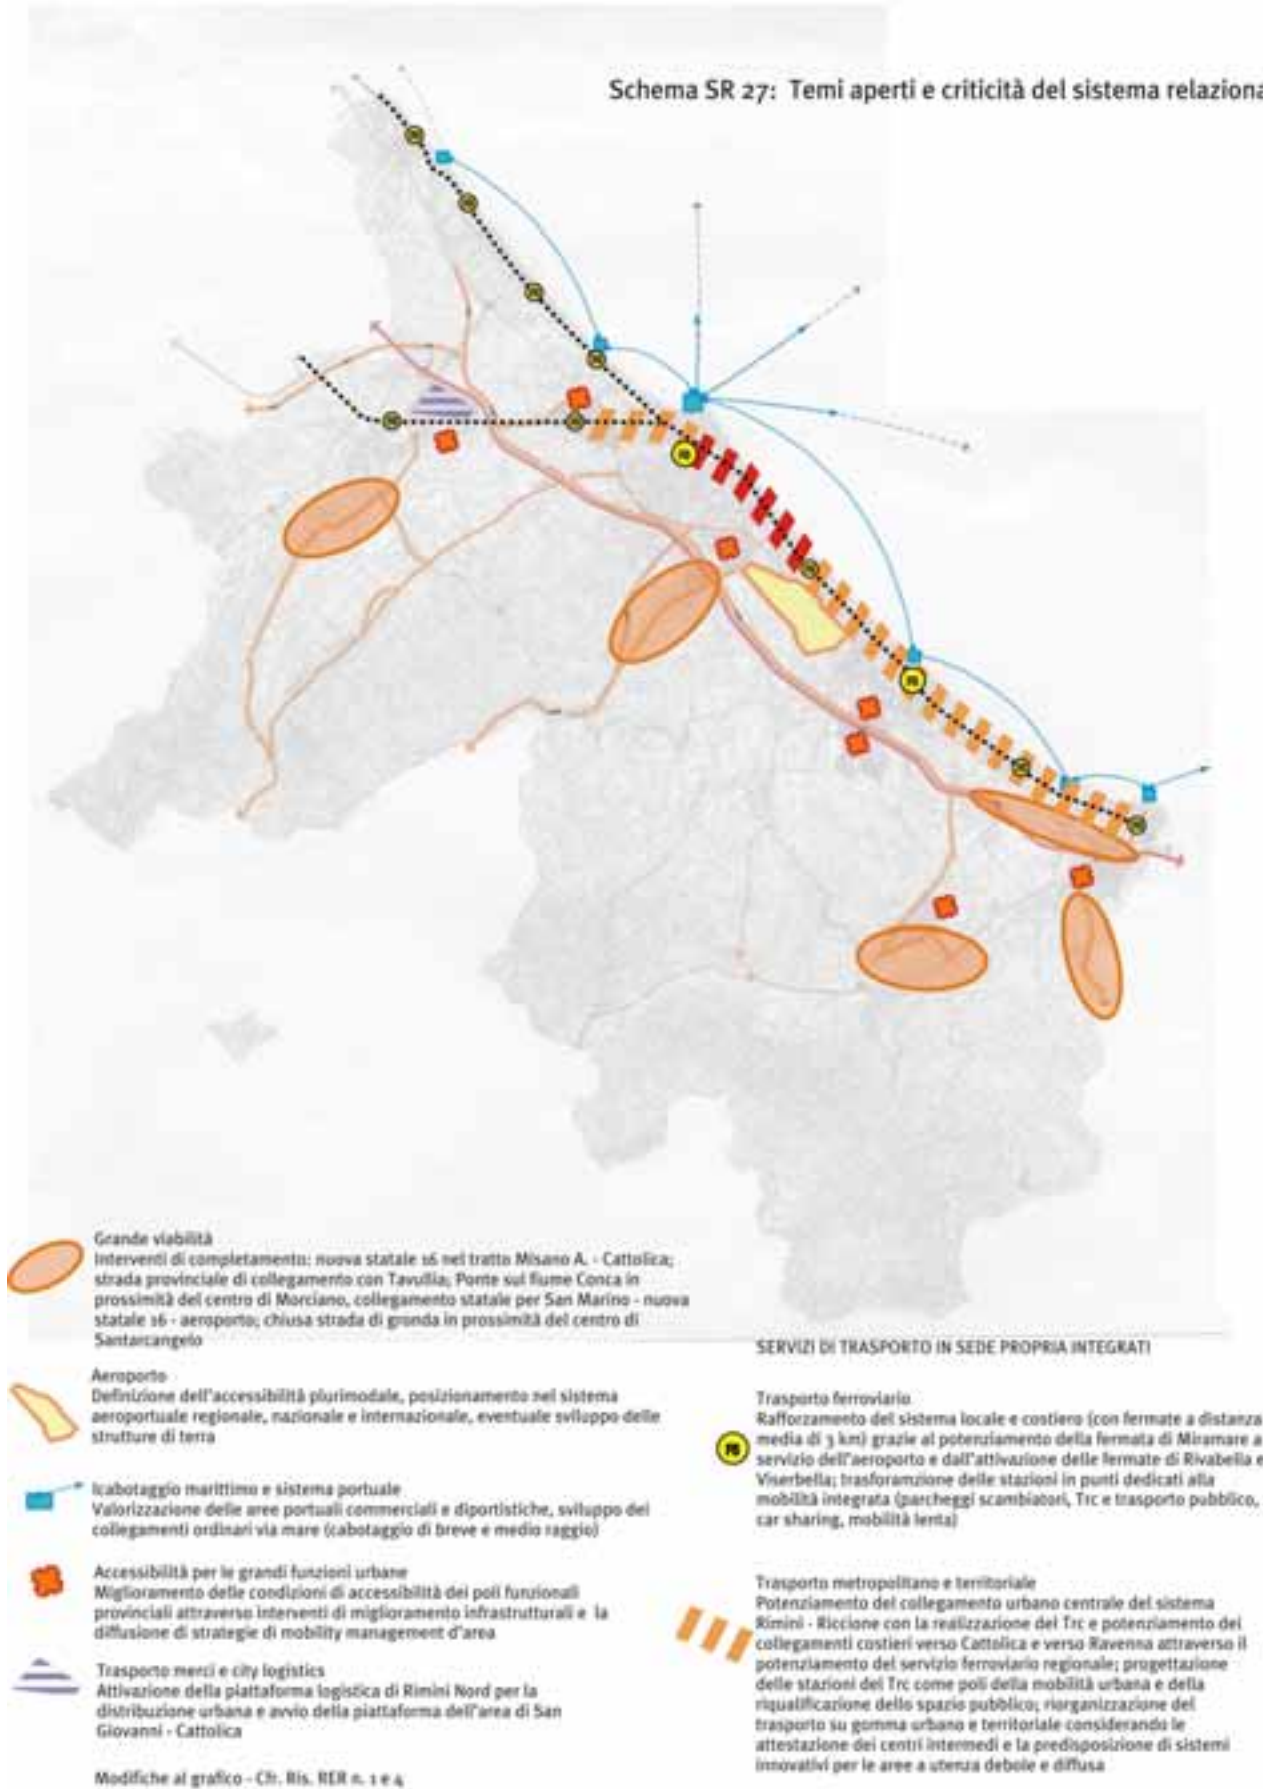 Schema SR 27: Temi aperti e criticità del sistema relaziona
Grande viabilità
Interventi di completamento: nuova statale 16 nel tratto Misano A. - Cattolica;
strada provinciale di collegamento con Tavullia; Ponte sul fiume Conca in
prossimità del centro di Morciano, collegamento statale per San Marino - nuova
statale 16 - aeroporto; chiusa strada di gronda in prossimità del centro di
Santarcangelo
Aeroporto
Definizione dell'accessibilità plurimodale, posizionamento nel sistema
aeroportuale regionale, nazionale e internazionale, eventuale sviluppo delle
strutture di terra
Icabotaggio marittimo e sistema portuale
Valorizzazione delle aree portuali commerciali e diportistiche, sviluppo dei
collegamenti ordinari via mare (cabotaggio di breve e medio raggio)
Accessibilità per le grandi funzioni urbane
Miglioramento delle condizioni di accessibilità dei poli funzionali
provinciali attraverso interventi di miglioramento infrastrutturali e la
diffusione di strategie di mobility management d'area
Trasporto merci e city logistics
Attivazione della piattaforma logistica di Rimini Nord per la
distribuzione urbana e avvio della piattaforma dell'area di San
Giovanni - Cattolica
Modifiche al grafico - Cfr. Ris. RER n. 1 e 4
SERVIZI DI TRASPORTO IN SEDE PROPRIA INTEGRATI
Trasporto ferroviario
Rafforzamento del sistema locale e costiero (con fermate a distanza
media di 3 km) grazie al potenziamento della fermata di Miramare a
servizio dell'aeroporto e dall'attivazione delle fermate di Rivabella e
Viserbella; trasforamzione delle stazioni in punti dedicati alla
mobilità integrata (parcheggi scambiatori, Trc e trasporto pubblico,
car sharing, mobilità lenta)
Trasporto metropolitano e territoriale
Potenziamento del collegamento urbano centrale del sistema
Rimini - Riccione con la realizzazione del Trc e potenziamento dei
collegamenti costieri verso Cattolica e verso Ravenna attraverso il
potenziamento del servizio ferroviario regionale; progettazione
delle stazioni del Trc come poli della mobilità urbana e della
riqualificazione dello spazio pubblico; riorganizzazione del
trasporto su gomma urbano e territoriale considerando le
attestazione dei centri intermedi e la predisposizione di sistemi
innovativi per le aree a utenza debole e diffusa